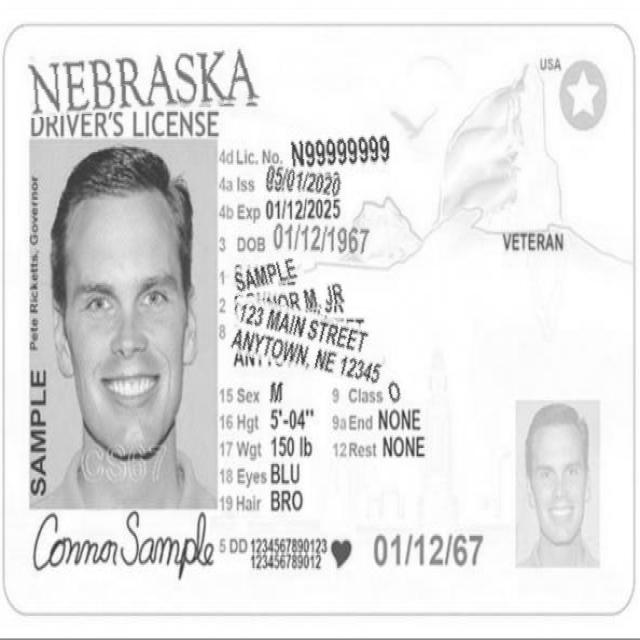 NEBRASKA
USA
DRIVER'S LICENSE
4d Lic. No. N99999999
4a Iss 05/01/2020
4b Exp 01/12/2025
3 DOB 01/12/1967
VETERAN
1 SAMPLE
2 CONNOR M, JR
8 123 MAIN STREET
ANYTOWN, NE 12345
15 Sex M 9 Class O
16 Hgt 5'-04" 9a End NONE
17 Wgt 150 lb 12 Rest NONE
18 Eyes BLU
19 Hair BRO
5 DD 1234567890123
123456789012
01/12/67
Pete Ricketts, Governor
SAMPLE
CS67
Connor Sample